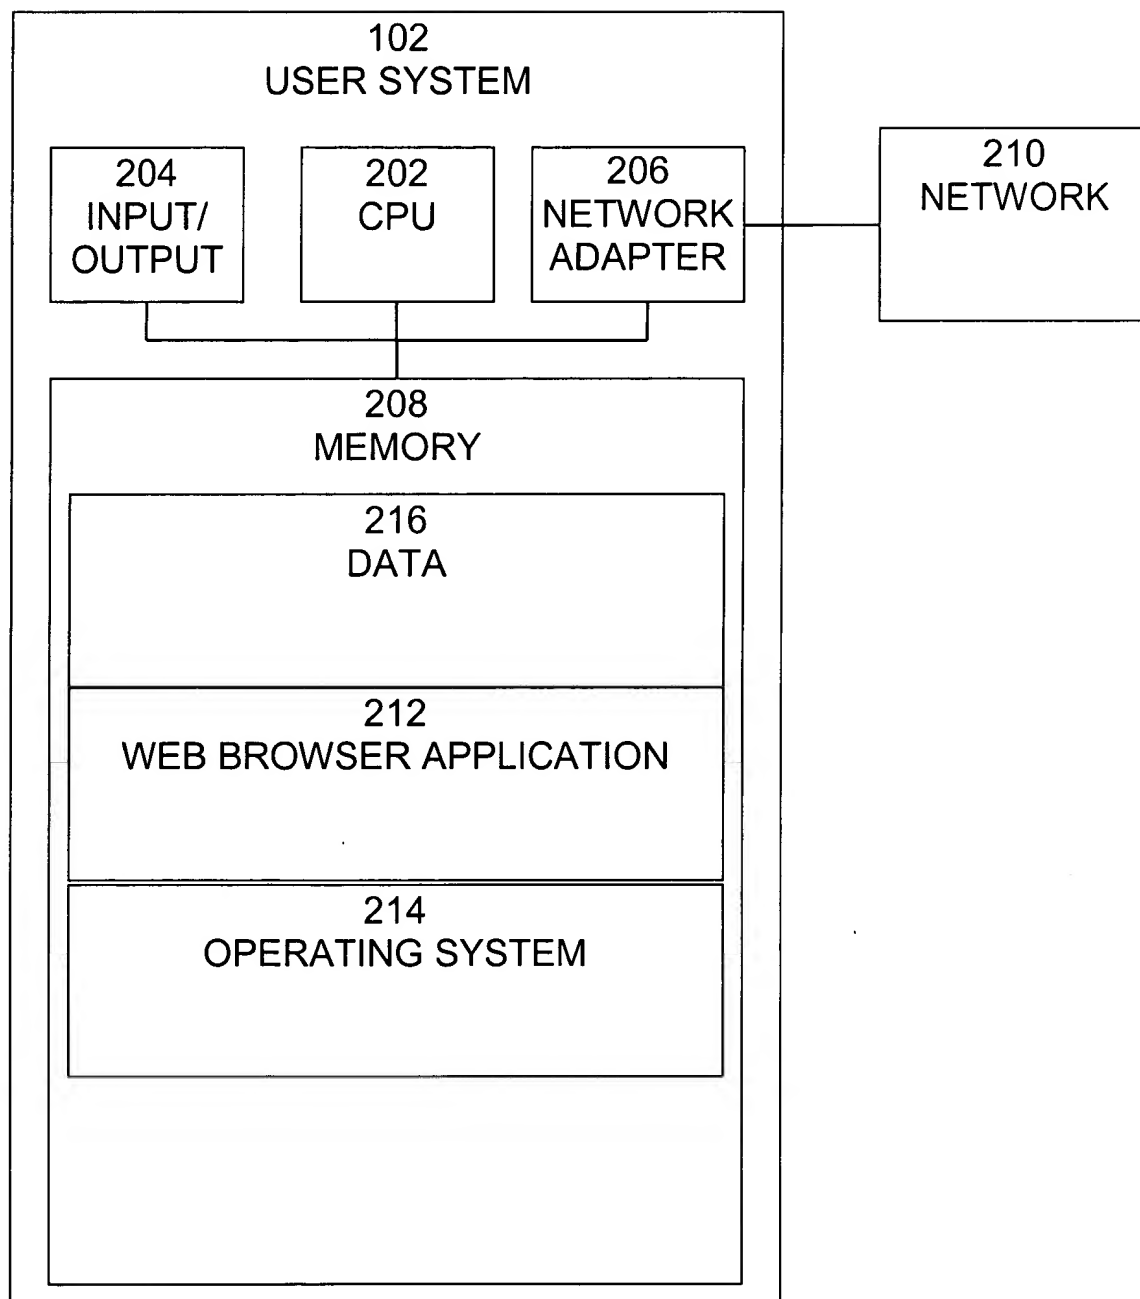 102
USER SYSTEM
204
INPUT/
OUTPUT
202
CPU
206
NETWORK
ADAPTER
210
NETWORK
208
MEMORY
216
DATA
212
WEB BROWSER APPLICATION
214
OPERATING SYSTEM